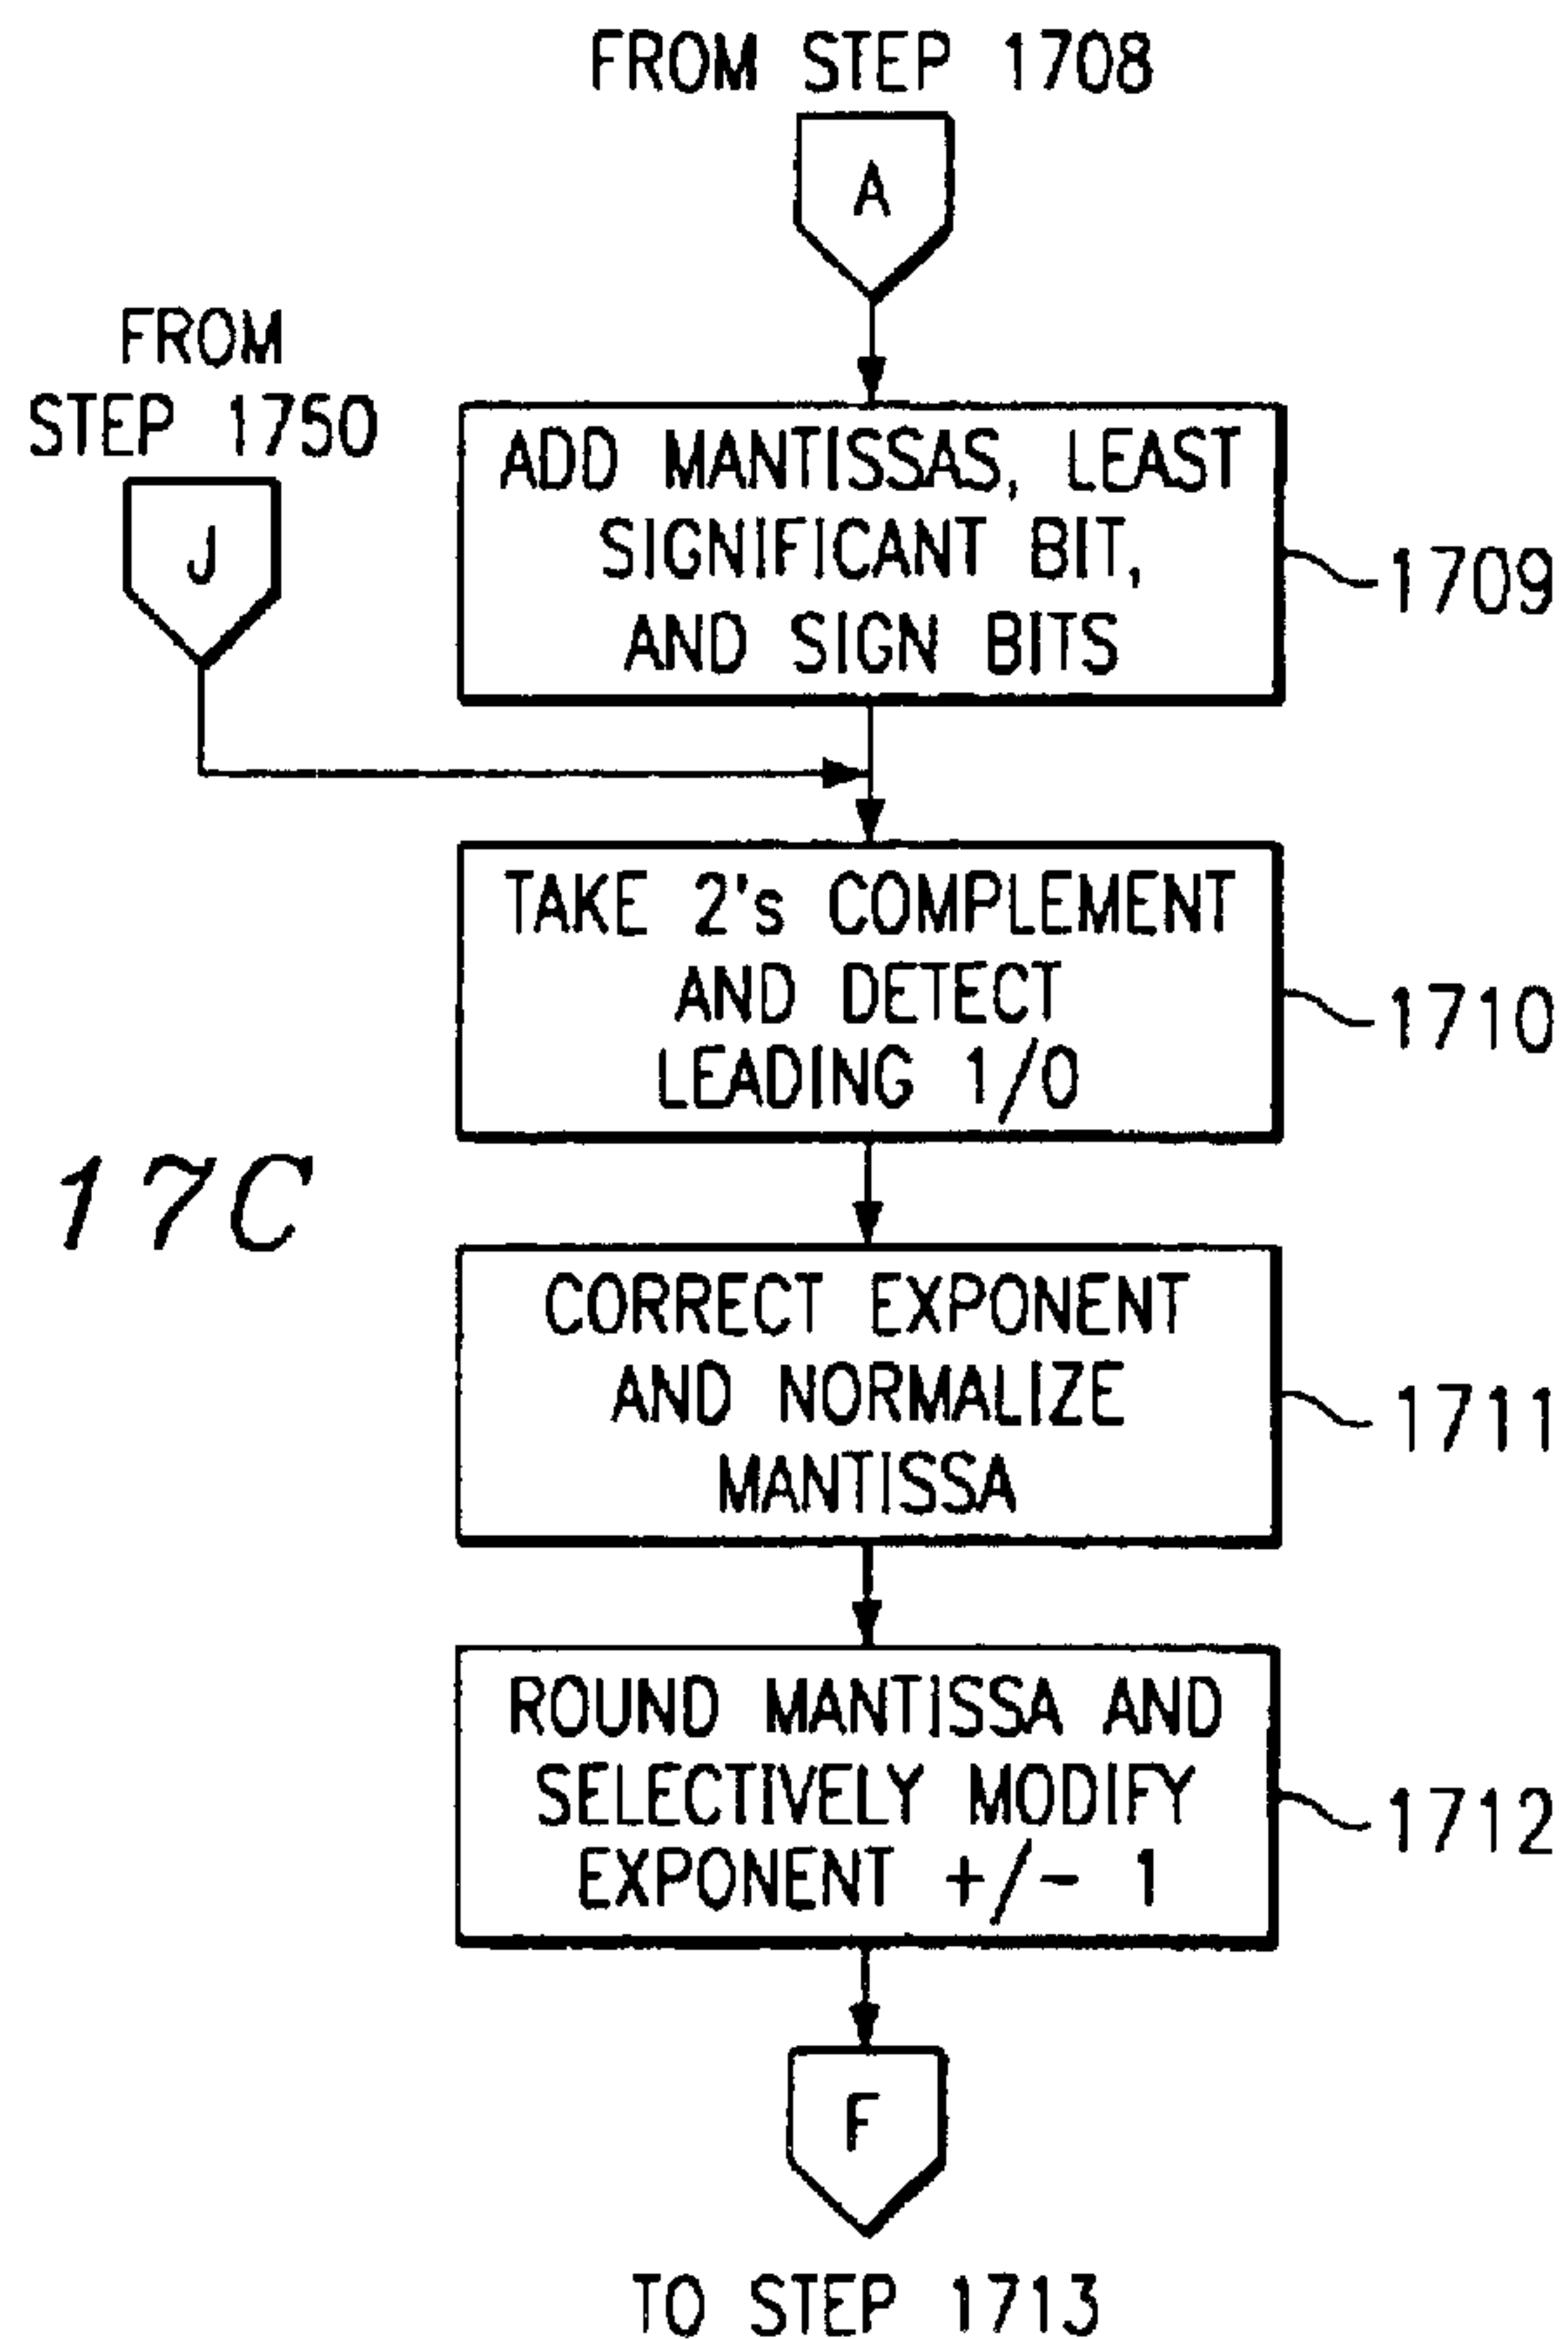 FROM STEP 1708
A
FROM
STEP 1750
J
ADD MANTISSAS, LEAST
SIGNIFICANT BIT,
AND SIGN BITS
1709
TAKE 2's COMPLEMENT
AND DETECT
LEADING 1/0
1710
17C
CORRECT EXPONENT
AND NORMALIZE
MANTISSA
1711
ROUND MANTISSA AND
SELECTIVELY MODIFY
EXPONENT +/- 1
1712
F
TO STEP 1713